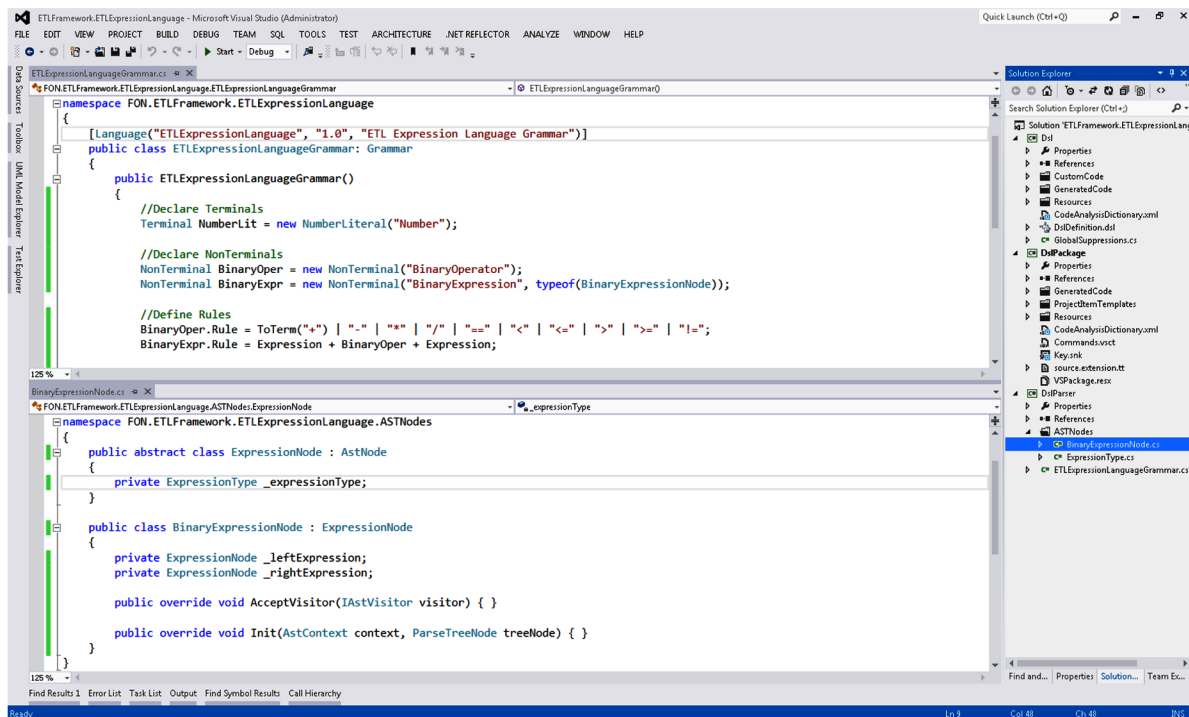 ETLFramework.ETLExpressionLanguage - Microsoft Visual Studio (Administrator)
Quick Launch (Ctrl+Q)
FILE EDIT VIEW PROJECT BUILD DEBUG TEAM SQL TOOLS TEST ARCHITECTURE .NET REFLECTOR ANALYZE WINDOW HELP
Start Debug
Data Sources
Toolbox
UML Model Explorer
Test Explorer
ETLExpressionLanguageGrammar.cs
FON.ETLFramework.ETLExpressionLanguage.ETLExpressionLanguageGrammar
ETLExpressionLanguageGrammar()
namespace FON.ETLFramework.ETLExpressionLanguage
{
[Language("ETLExpressionLanguage", "1.0", "ETL Expression Language Grammar")]
public class ETLExpressionLanguageGrammar: Grammar
{
public ETLExpressionLanguageGrammar()
{
//Declare Terminals
Terminal NumberLit = new NumberLiteral("Number");
//Declare NonTerminals
NonTerminal BinaryOper = new NonTerminal("BinaryOperator");
NonTerminal BinaryExpr = new NonTerminal("BinaryExpression", typeof(BinaryExpressionNode));
//Define Rules
BinaryOper.Rule = ToTerm("+") | "-" | "*" | "/" | "==" | "<" | "<=" | ">" | ">=" | "!=";
BinaryExpr.Rule = Expression + BinaryOper + Expression;
125 %
BinaryExpressionNode.cs
FON.ETLFramework.ETLExpressionLanguage.ASTNodes.ExpressionNode
_expressionType
namespace FON.ETLFramework.ETLExpressionLanguage.ASTNodes
{
public abstract class ExpressionNode : AstNode
{
private ExpressionType _expressionType;
}
public class BinaryExpressionNode : ExpressionNode
{
private ExpressionNode _leftExpression;
private ExpressionNode _rightExpression;
public override void AcceptVisitor(IAstVisitor visitor) { }
public override void Init(AstContext context, ParseTreeNode treeNode) { }
}
}
125 %
Solution Explorer
Search Solution Explorer (Ctrl+;)
Solution 'ETLFramework.ETLExpressionLang
Dsl
Properties
References
CustomCode
GeneratedCode
Resources
CodeAnalysisDictionary.xml
DslDefinition.dsl
GlobalSuppressions.cs
DslPackage
Properties
References
GeneratedCode
ProjectItemTemplates
Resources
CodeAnalysisDictionary.xml
Commands.vsct
Key.snk
source.extension.tt
VSPackage.resx
DslParser
Properties
References
ASTNodes
BinaryExpressionNode.cs
ExpressionType.cs
ETLExpressionLanguageGrammar.cs
Find and... Properties Solution... Team Ex...
Find Results 1 Error List Task List Output Find Symbol Results Call Hierarchy
Ready Ln 9 Col 48 Ch 48 INS